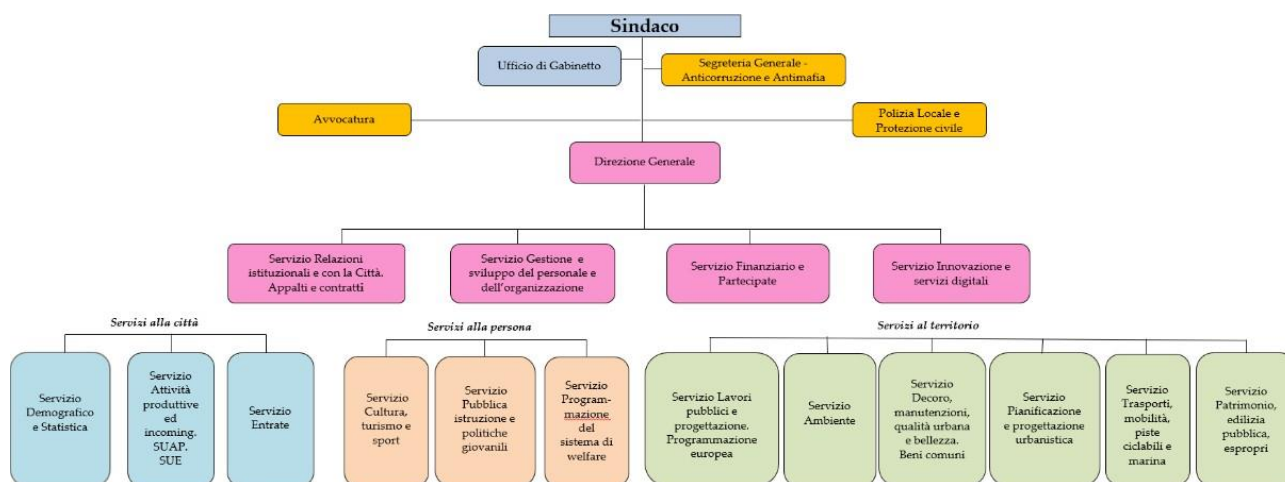 Sindaco
Ufficio di Gabinetto
Segreteria Generale -
Anticorruzione e Antimafia
Avvocatura
Polizia Locale e
Protezione civile
Direzione Generale
Servizio Relazioni
istituzionali e con la Città.
Appalti e contratti
Servizio Gestione e
sviluppo del personale e
dell'organizzazione
Servizio Finanziario e
Partecipate
Servizio Innovazione e
servizi digitali
Servizi alla città
Servizi alla persona
Servizi al territorio
Servizio
Demografico
e Statistica
Servizio
Attività
produttive
ed
incoming.
SUAP.
SUE
Servizio
Entrate
Servizio
Cultura,
turismo e
sport
Servizio
Pubblica
istruzione e
politiche
giovanili
Servizio
Program-
mazione
del
sistema di
welfare
Servizio Lavori
pubblici e
progettazione.
Programmazione
europea
Servizio
Ambiente
Servizio
Decoro,
manutenzioni,
qualità urbana
e bellezza.
Beni comuni
Servizio
Pianificazione e
progettazione
urbanistica
Servizio
Trasporti,
mobilità,
piste
ciclabili e
marina
Servizio
Patrimonio,
edilizia
pubblica,
espropri